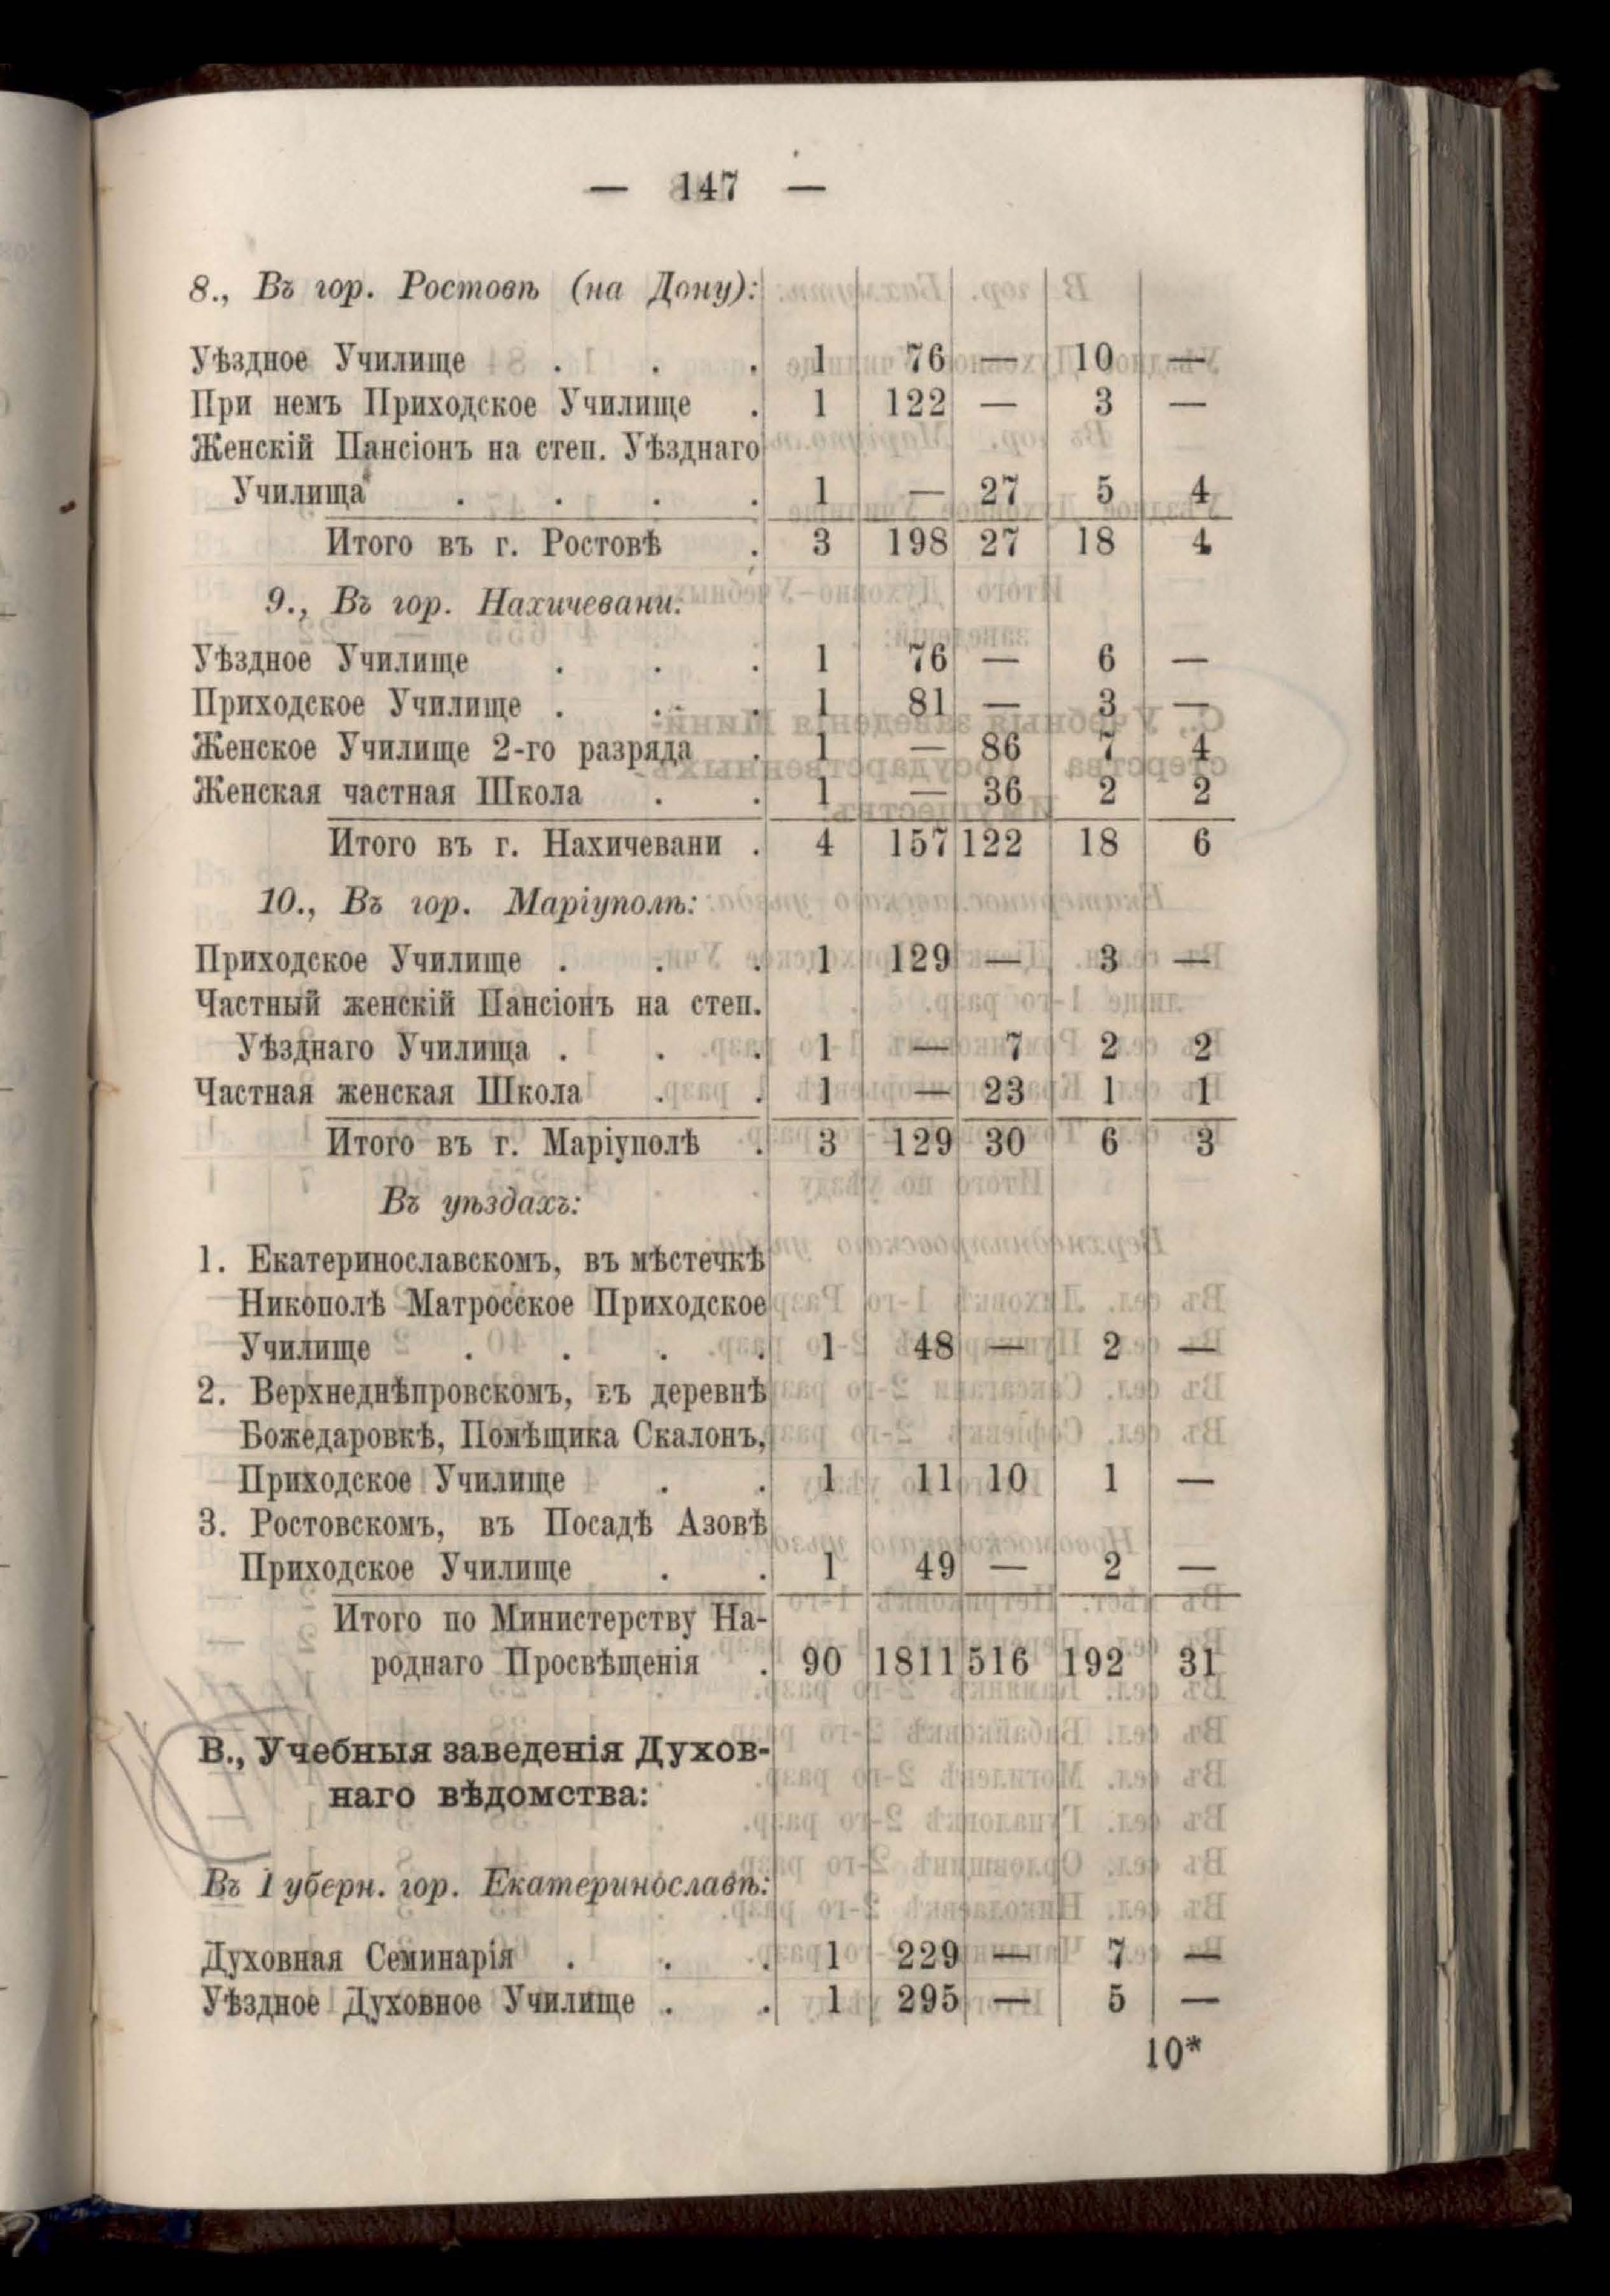 — 147 —
8., Въ гор. Ростовѣ (на Дону):
Уѣздное Училище . . . 1 76 — 10 —
При немъ Приходское Училище . 1 122 — 3 —
Женскій Пансіонъ на степ. Уѣзднаго
Училища . . . . 1 — 27 5 4
Итого въ г. Ростовѣ . 3 198 27 18 4
9., Въ гор. Нахичевани:
Уѣздное Училище . . . 1 76 — 6 —
Приходское Училище . . . 1 81 — 3 —
Женское Училище 2-го разряда . 1 — 86 7 4
Женская частная Школа . . 1 — 36 2 2
Итого въ г. Нахичевани . 4 157 122 18 6
10., Въ гор. Маріуполѣ:
Приходское Училище . . . 1 129 — 3 —
Частный женскій Пансіонъ на степ.
Уѣзднаго Училища . . . 1 — 7 2 2
Частная женская Школа . . 1 — 23 1 1
Итого въ г. Маріуполѣ . 3 129 30 6 3
Въ уѣздахъ:
1. Екатеринославскомъ, въ мѣстечкѣ
Никополѣ Матросское Приходское
Училище . . . . 1 48 — 2 —
2. Верхнеднѣпровскомъ, въ деревнѣ
Божедаровкѣ, Помѣщика Скалонъ,
Приходское Училище . . 1 11 10 1 —
3. Ростовскомъ, въ Посадѣ Азовѣ
Приходское Училище . . 1 49 — 2 —
Итого по Министерству На-
роднаго Просвѣщенія . 90 1811 516 192 31
В., Учебныя заведенія Духов-
наго вѣдомства:
Въ Губерн. гор. Екатеринославѣ:
Духовная Семинарія . . . 1 229 — 7 —
Уѣздное Духовное Училище . . 1 295 — 5 —
10*